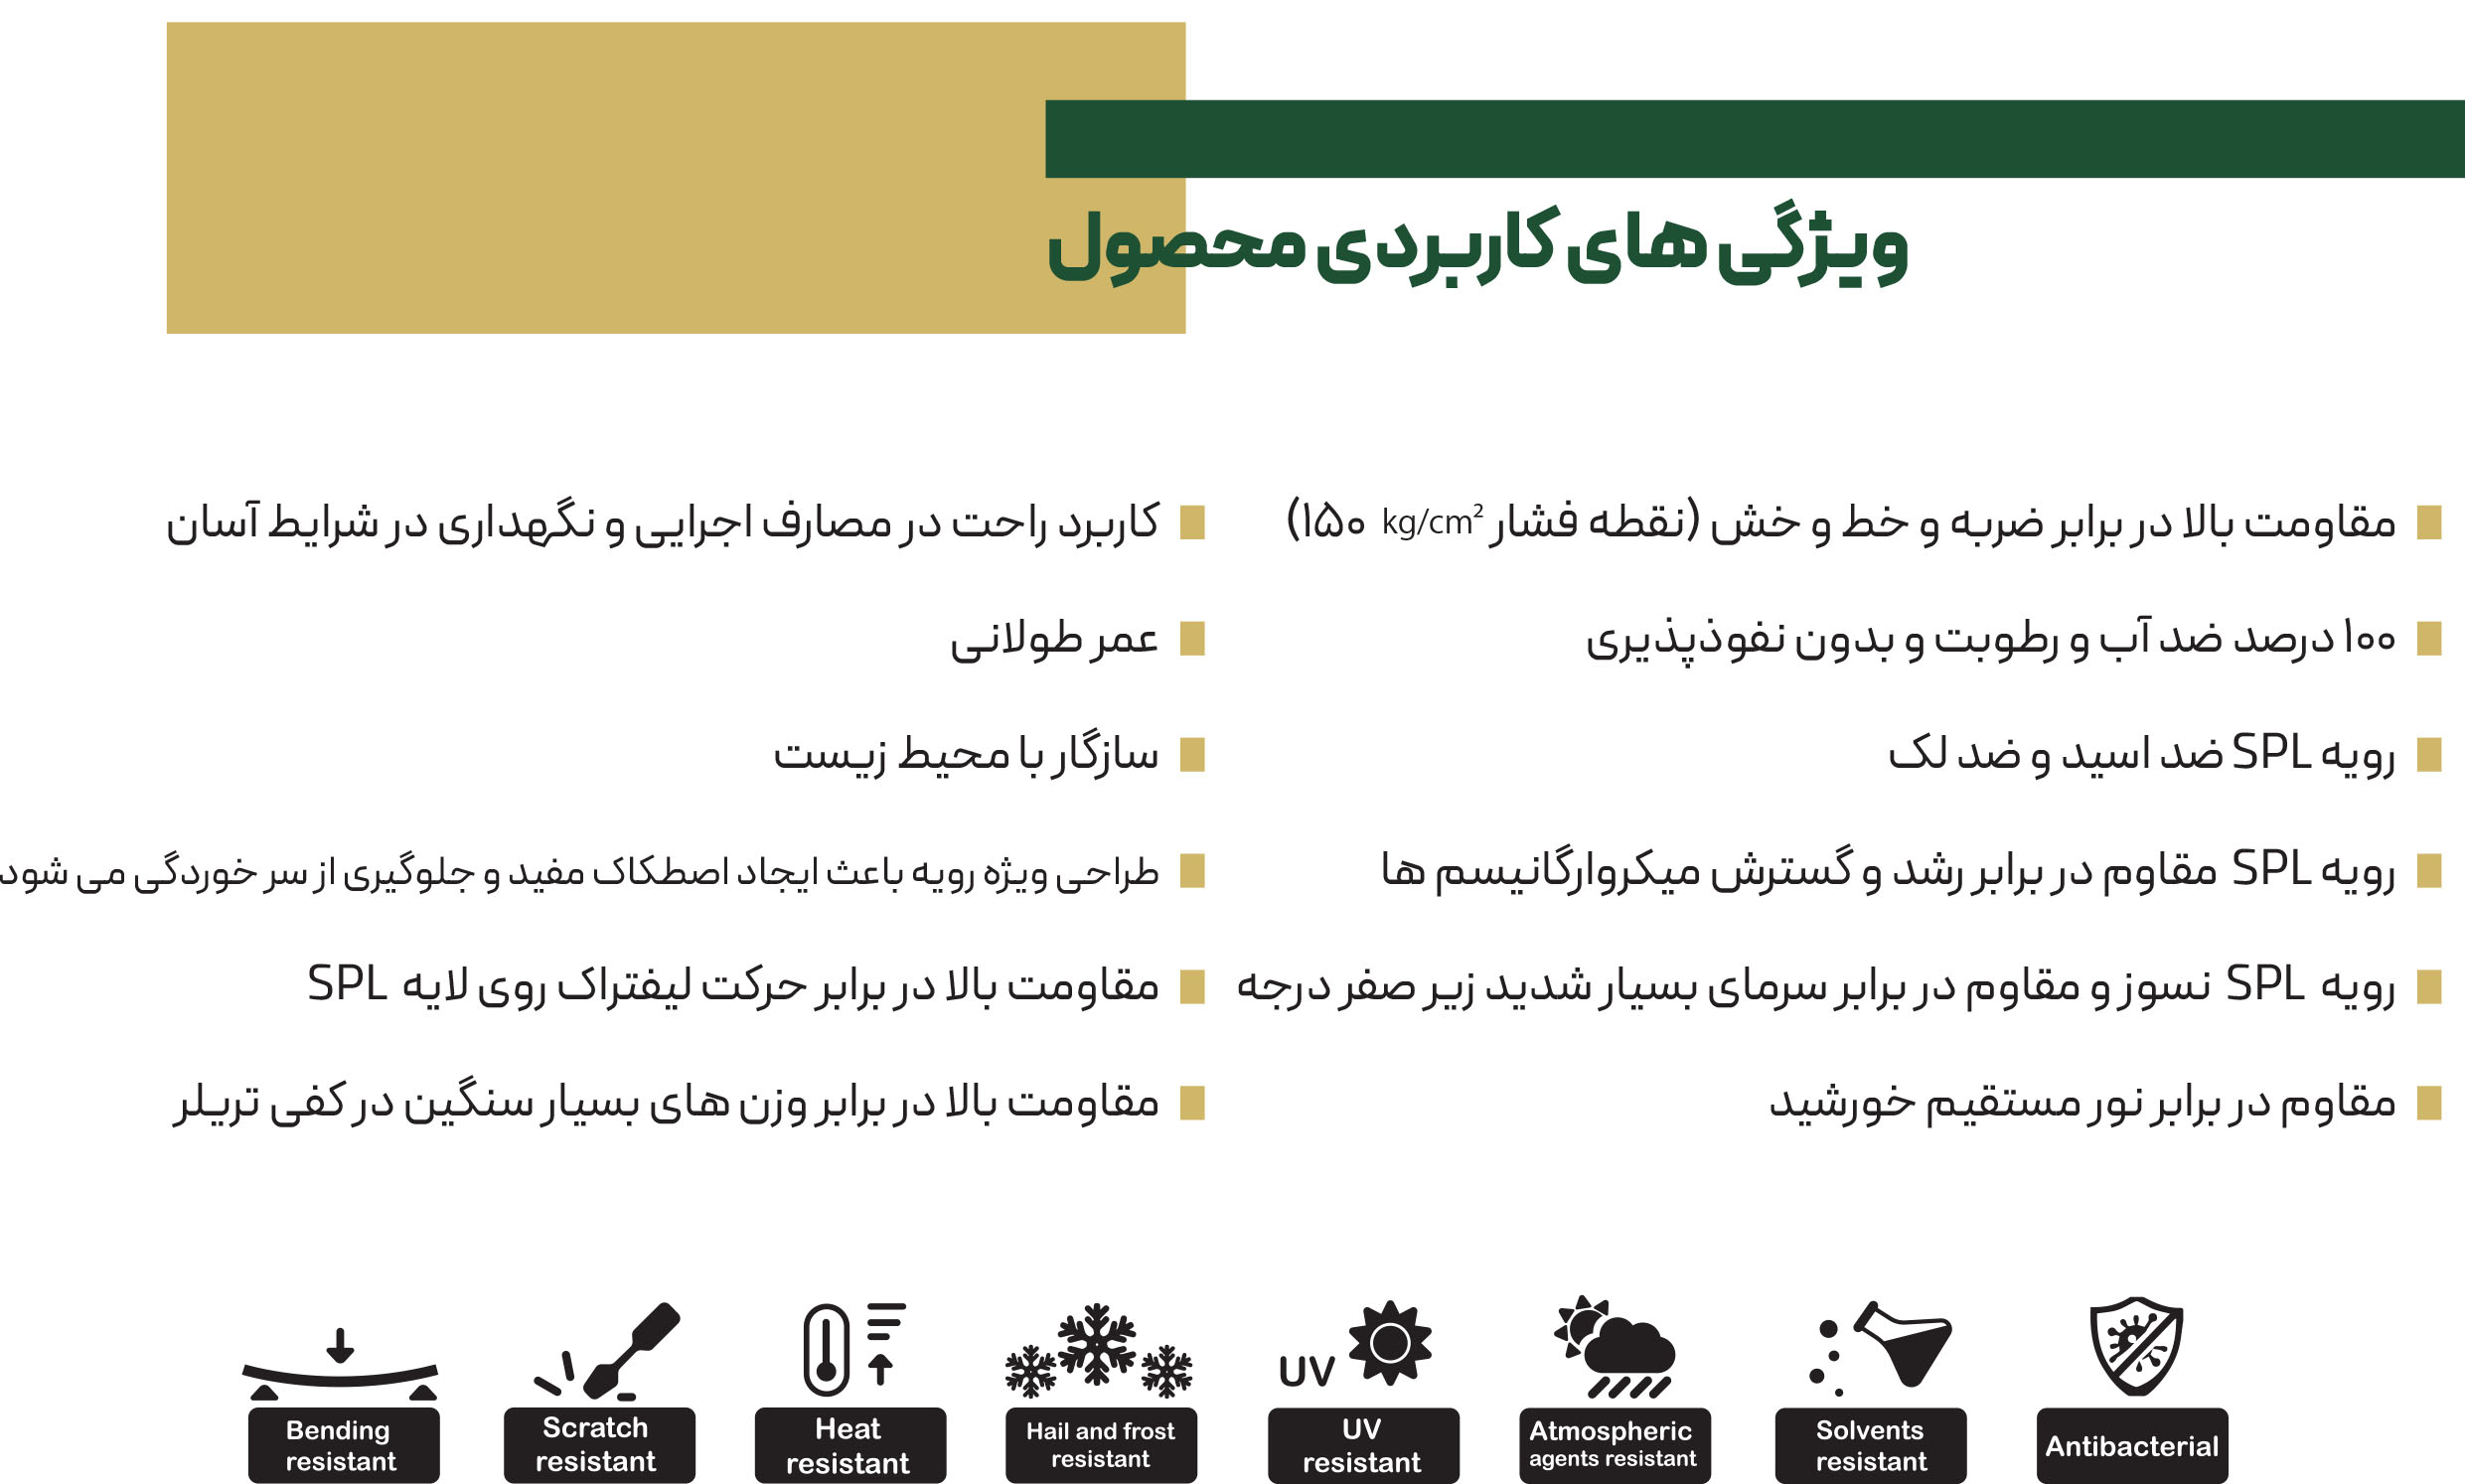 ویژگی های کاربردی محصول
مقاومت بالا در برابر ضربه و خط و خش (نقطه فشار kg/cm² ۱۵۰)
۱۰۰ درصد ضد آب و رطوبت و بدون نفوذپذیری
رویه SPL ضد اسید و ضد لک
رویه SPL مقاوم در برابر رشد و گسترش میکروارگانیسم ها
رویه SPL نسوز و مقاوم در برابر سرمای بسیار شدید زیر صفر درجه
مقاوم در برابر نور مستقیم خورشید
کاربرد راحت در مصارف اجرایی و نگهداری در شرایط آسان
عمر طولانی
سازگار با محیط زیست
طراحی ویژه رویه باعث ایجاد اصطکاک مفید و جلوگیری از سر خوردگی می شود
مقاومت بالا در برابر حرکت لیفتراک روی لایه SPL
مقاومت بالا در برابر وزن های بسیار سنگین در کفی تریلر
UV
Bending
resistant
Scratch
resistant
Heat
resistant
Hail and frost
resistant
UV
resistant
Atmospheric
agents resistant
Solvents
resistant
Antibacterial